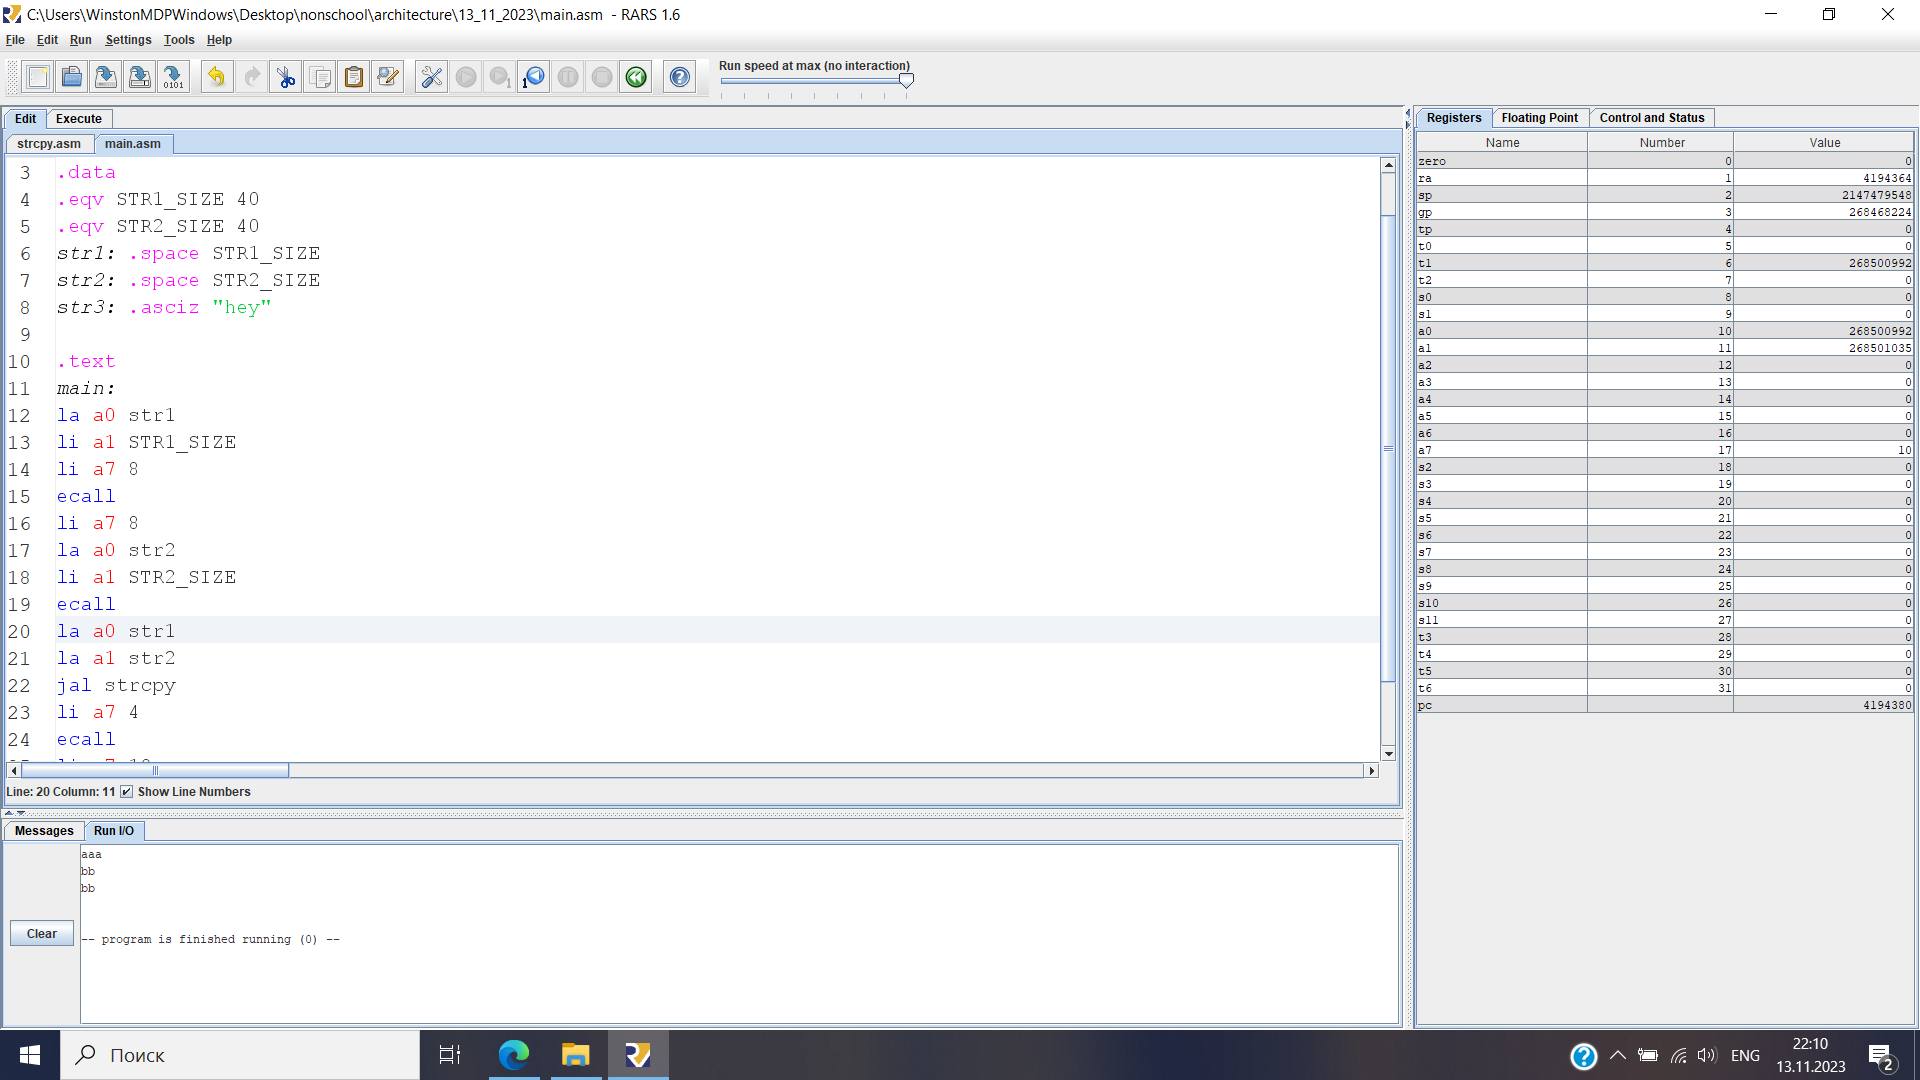 C:\Users\WinstonMDPWindows\Desktop\nonschool\architecture\13_11_2023\main.asm - RARS 1.6
File Edit Run Settings Tools Help
Run speed at max (no interaction)
Edit Execute
strcpy.asm main.asm
3 .data
4 .eqv STR1_SIZE 40
5 .eqv STR2_SIZE 40
6 str1: .space STR1_SIZE
7 str2: .space STR2_SIZE
8 str3: .asciz "hey"
9
10 .text
11 main:
12 la a0 str1
13 li a1 STR1_SIZE
14 li a7 8
15 ecall
16 li a7 8
17 la a0 str2
18 li a1 STR2_SIZE
19 ecall
20 la a0 str1
21 la a1 str2
22 jal strcpy
23 li a7 4
24 ecall
Line: 20 Column: 11 Show Line Numbers
Messages Run I/O
Clear
aaa
bb
bb
-- program is finished running (0) --
Registers Floating Point Control and Status
Name Number Value
zero 0 0
ra 1 4194364
sp 2 2147479548
gp 3 268468224
tp 4 0
t0 5 0
t1 6 268500992
t2 7 0
s0 8 0
s1 9 0
a0 10 268500992
a1 11 268501035
a2 12 0
a3 13 0
a4 14 0
a5 15 0
a6 16 0
a7 17 10
s2 18 0
s3 19 0
s4 20 0
s5 21 0
s6 22 0
s7 23 0
s8 24 0
s9 25 0
s10 26 0
s11 27 0
t3 28 0
t4 29 0
t5 30 0
t6 31 0
pc 4194380
Поиск
ENG
22:10
13.11.2023
2